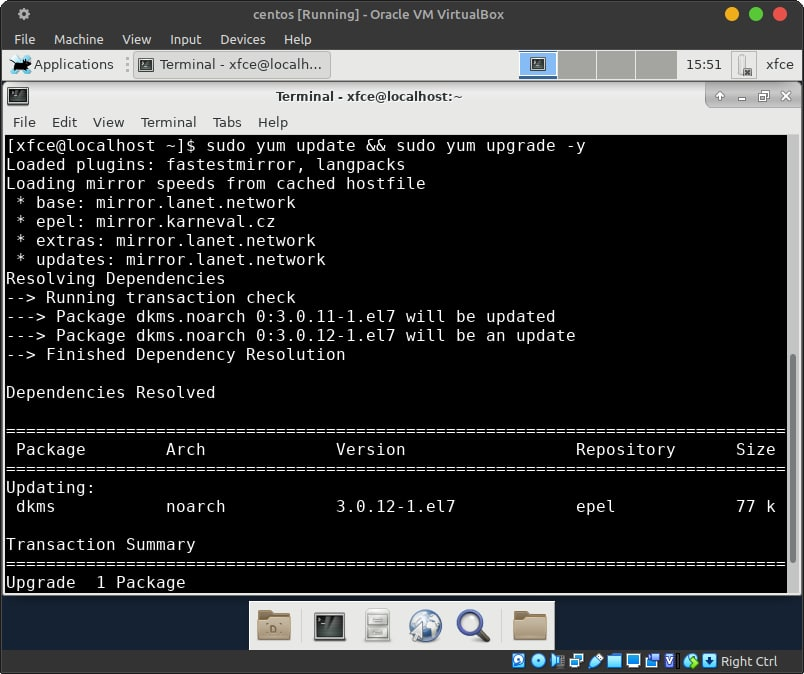 centos [Running] - Oracle VM VirtualBox
File Machine View Input Devices Help
Applications Terminal - xfce@localh... 15:51 xfce
Terminal - xfce@localhost:~
File Edit View Terminal Tabs Help
[xfce@localhost ~]$ sudo yum update && sudo yum upgrade -y
Loaded plugins: fastestmirror, langpacks
Loading mirror speeds from cached hostfile
 * base: mirror.lanet.network
 * epel: mirror.karneval.cz
 * extras: mirror.lanet.network
 * updates: mirror.lanet.network
Resolving Dependencies
--> Running transaction check
---> Package dkms.noarch 0:3.0.11-1.el7 will be updated
---> Package dkms.noarch 0:3.0.12-1.el7 will be an update
--> Finished Dependency Resolution
Dependencies Resolved
================================================================================
 Package Arch Version Repository Size
================================================================================
Updating:
 dkms noarch 3.0.12-1.el7 epel 77 k
Transaction Summary
================================================================================
Upgrade  1 Package
Right Ctrl